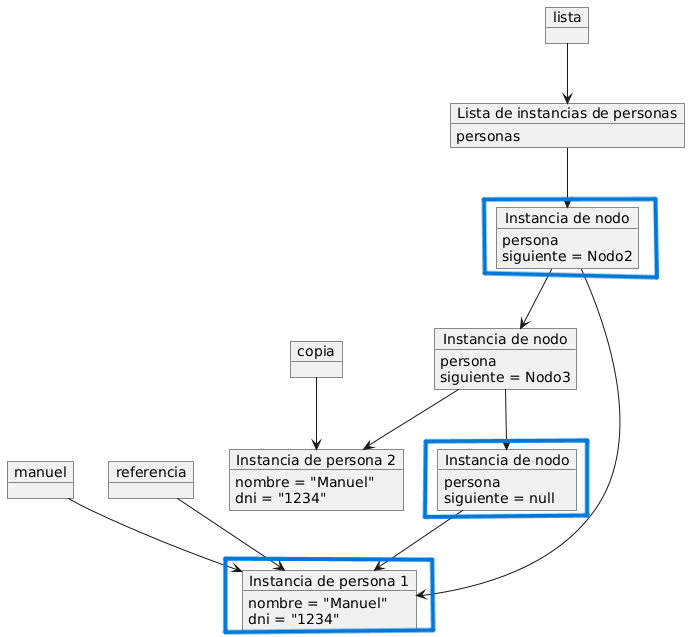 lista
Lista de instancias de personas
personas
Instancia de nodo
persona
siguiente = Nodo2
Instancia de nodo
persona
siguiente = Nodo3
copia
Instancia de persona 2
nombre = "Manuel"
dni = "1234"
Instancia de nodo
persona
siguiente = null
manuel
referencia
Instancia de persona 1
nombre = "Manuel"
dni = "1234"